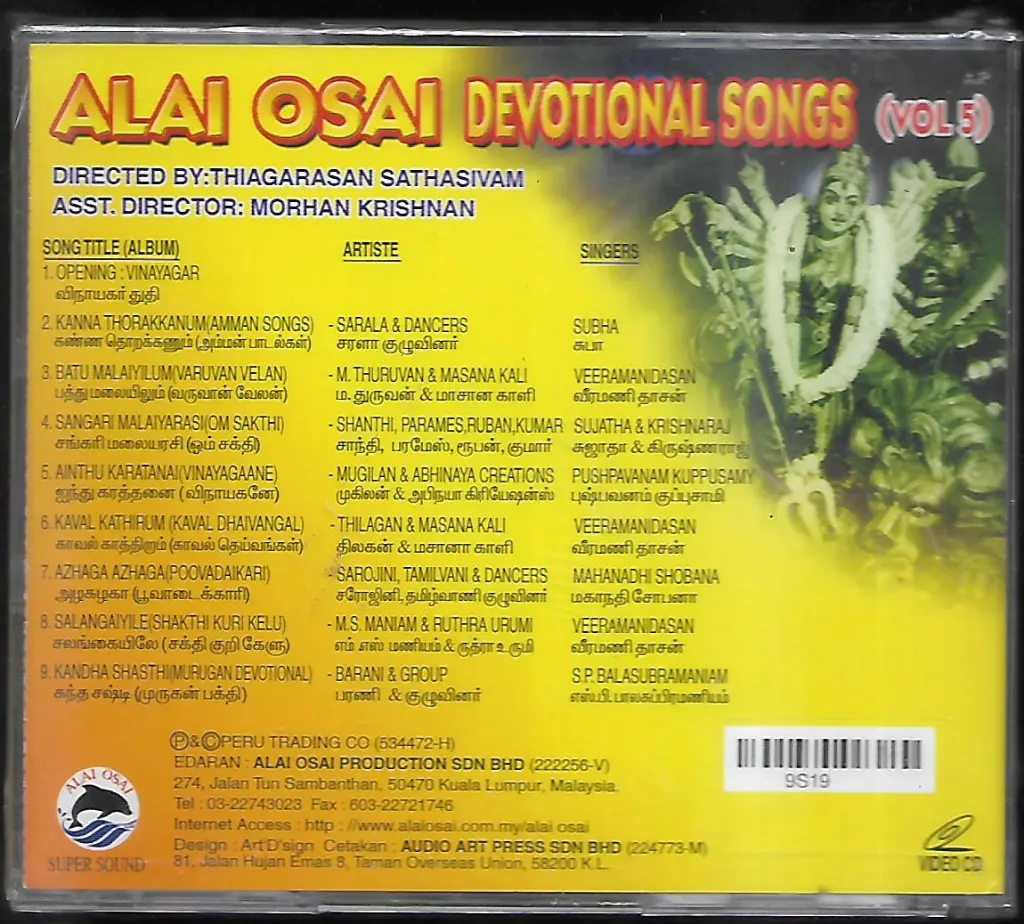 ALAI OSAI DEVOTIONAL SONGS (VOL 5)
DIRECTED BY:THIAGARASAN SATHASIVAM
ASST. DIRECTOR: MORHAN KRISHNAN
SONG TITLE (ALBUM) ARTISTE SINGERS
1. OPENING : VINAYAGAR
விநாயகர் துதி
2. KANNA THORAKKANUM(AMMAN SONGS) - SARALA & DANCERS SUBHA
கண்ண தொறக்கணும் (அம்மன் பாடல்கள்) சரளா குழுவினர் சுபா
3. BATU MALAIYILUM(VARUVAN VELAN) - M. THURUVAN & MASANA KALI VEERAMANIDASAN
பத்து மலையிலும் (வருவான் வேலன்) ம. துருவன் & மாசான காளி வீரமணி தாசன்
4. SANGARI MALAIYARASI(OM SAKTHI) - SHANTHI, PARAMES,RUBAN,KUMAR SUJATHA & KRISHNARAJ
சங்கரி மலையரசி (ஓம் சக்தி) சாந்தி, பரமேஸ், ரூபன், குமார் சுஜாதா & கிருஷ்ணராஜ்
5. AINTHU KARATANAI(VINAYAGAANE) - MUGILAN & ABHINAYA CREATIONS PUSHPAVANAM KUPPUSAMY
ஐந்து கரத்தனை (விநாயகனே) முகிலன் & அபிநயா கிரியேஷன்ஸ் புஷ்பவனம் குப்புசாமி
6. KAVAL KATHIRUM (KAVAL DHAIVANGAL) - THILAGAN & MASANA KALI VEERAMANIDASAN
காவல் காத்திறும் (காவல் தெய்வங்கள்) திலகன் & மசானா காளி வீரமணி தாசன்
7. AZHAGA AZHAGA(POOVADAIKARI) - SAROJINI, TAMILVANI & DANCERS MAHANADHI SHOBANA
அழகழகா (பூவாடைக்காரி) சரோஜினி, தமிழ்வாணி குழுவினர் மகாநதி சோபனா
8. SALANGAIYILE(SHAKTHI KURI KELU) - M.S. MANIAM & RUTHRA URUMI VEERAMANIDASAN
சலங்கையிலே (சக்தி குறி கேளு) எம் எஸ் மணியம் & ருத்ரா உருமி வீரமணி தாசன்
9. KANDHA SHASTHI(MURUGAN DEVOTIONAL) - BARANI & GROUP S.P. BALASUBRAMANIAM
கந்த சஷ்டி (முருகன் பக்தி) பரணி & குழுவினர் எஸ்.பி. பாலசுப்பிரமணியம்
Ⓟ&ⒸPERU TRADING CO (534472-H)
EDARAN : ALAI OSAI PRODUCTION SDN BHD (222256-V)
274, Jalan Tun Sambanthan, 50470 Kuala Lumpur, Malaysia.
Tel : 03-22743023 Fax : 603-22721746
Internet Access : http : //www.alaiosai.com.my/alai osai
Design : Art'D'sign Cetakan : AUDIO ART PRESS SDN BHD (224773-M)
81, Jalan Hujan Emas 8, Taman Overseas Union, 58200 K.L.
9S19
ALAI OSAI
SUPER SOUND
VIDEO CD